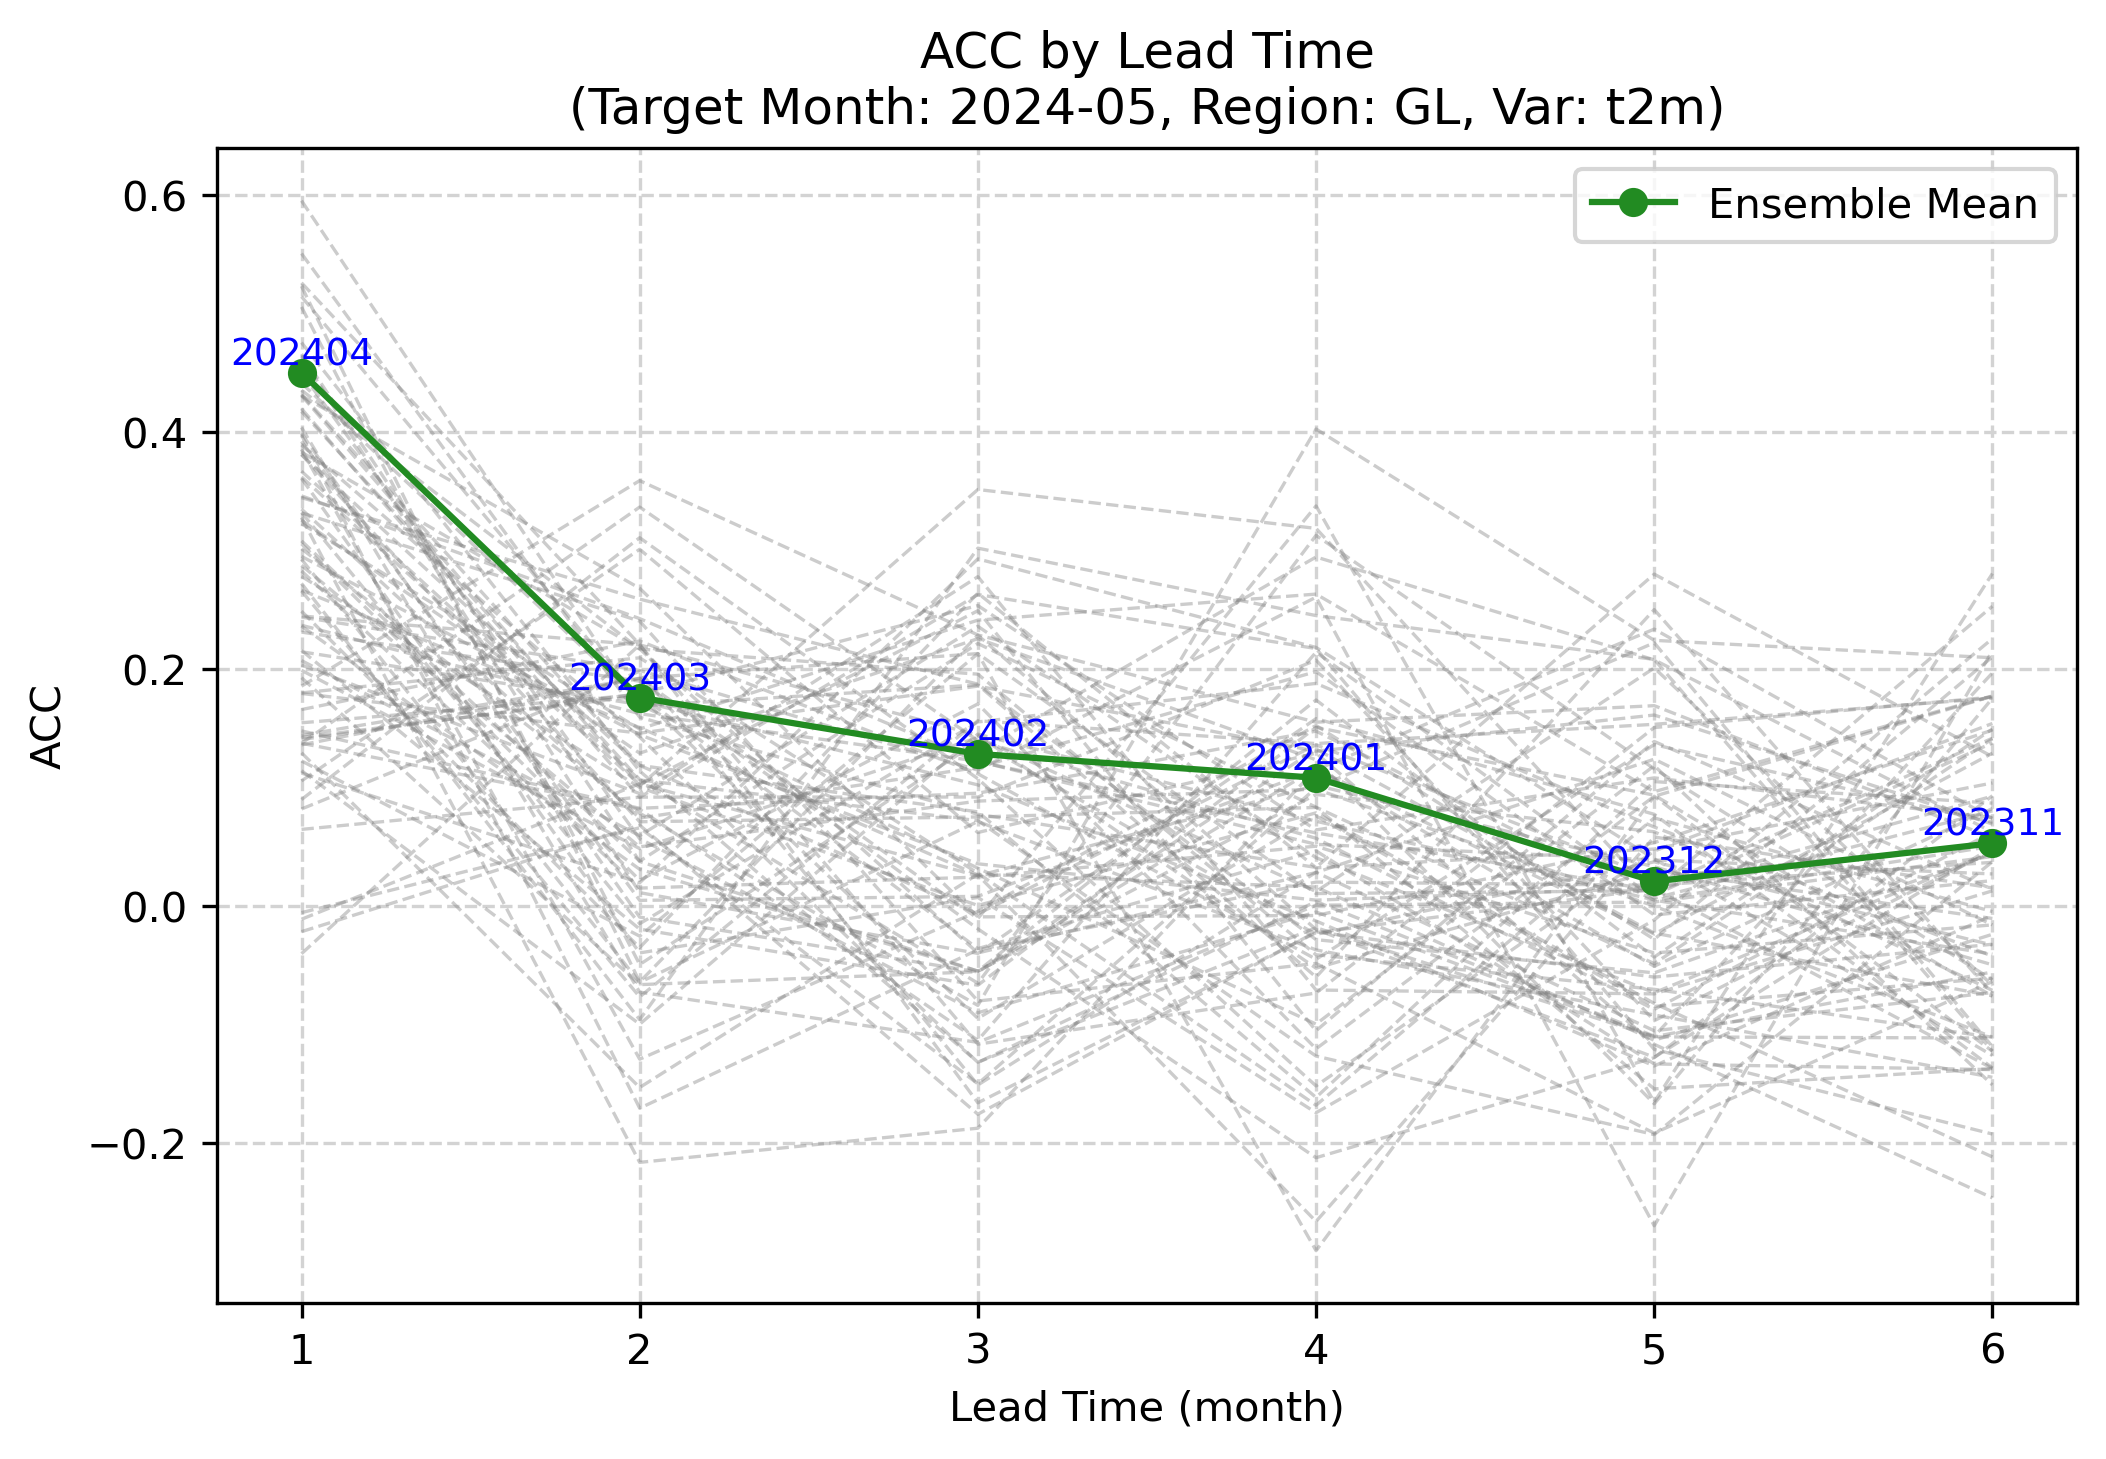 ACC by Lead Time
(Target Month: 2024-05, Region: GL, Var: t2m)
Ensemble Mean
0.6
0.4
0.2
0.0
−0.2
ACC
202404
202403
202402
202401
202312
202311
1 2 3 4 5 6
Lead Time (month)